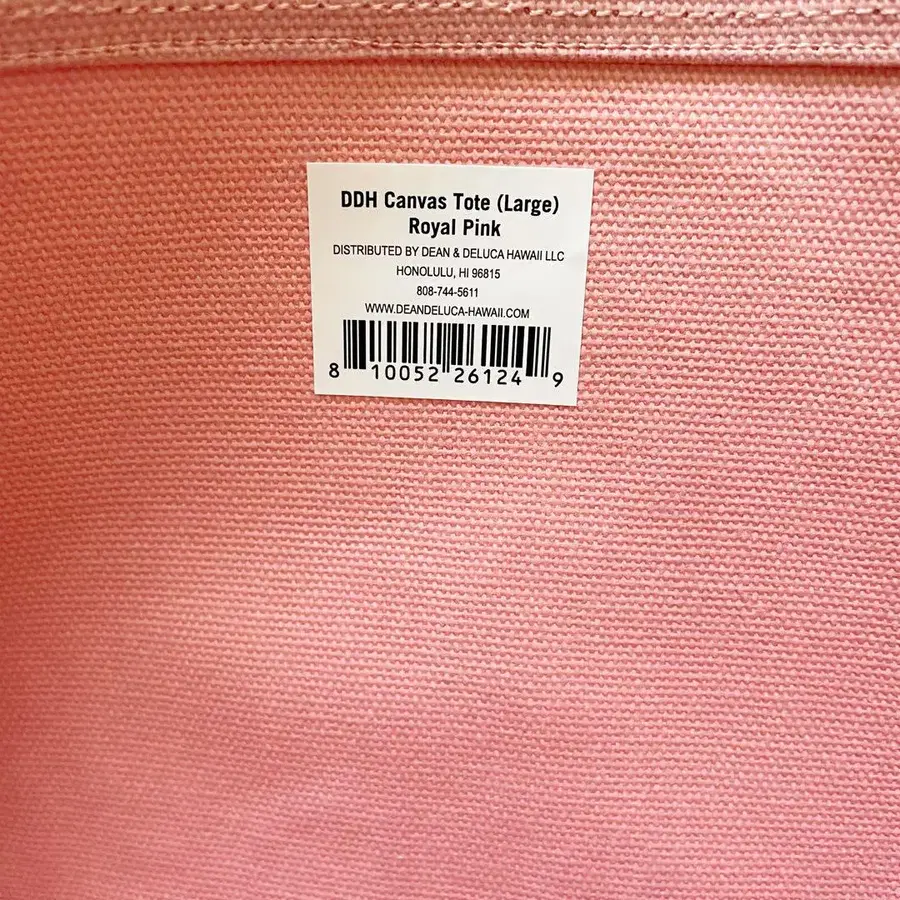 DDH Canvas Tote (Large)
Royal Pink
DISTRIBUTED BY DEAN & DELUCA HAWAII LLC
HONOLULU, HI 96815
808-744-5611
WWW.DEANDELUCA-HAWAII.COM
8 10052 26124 9